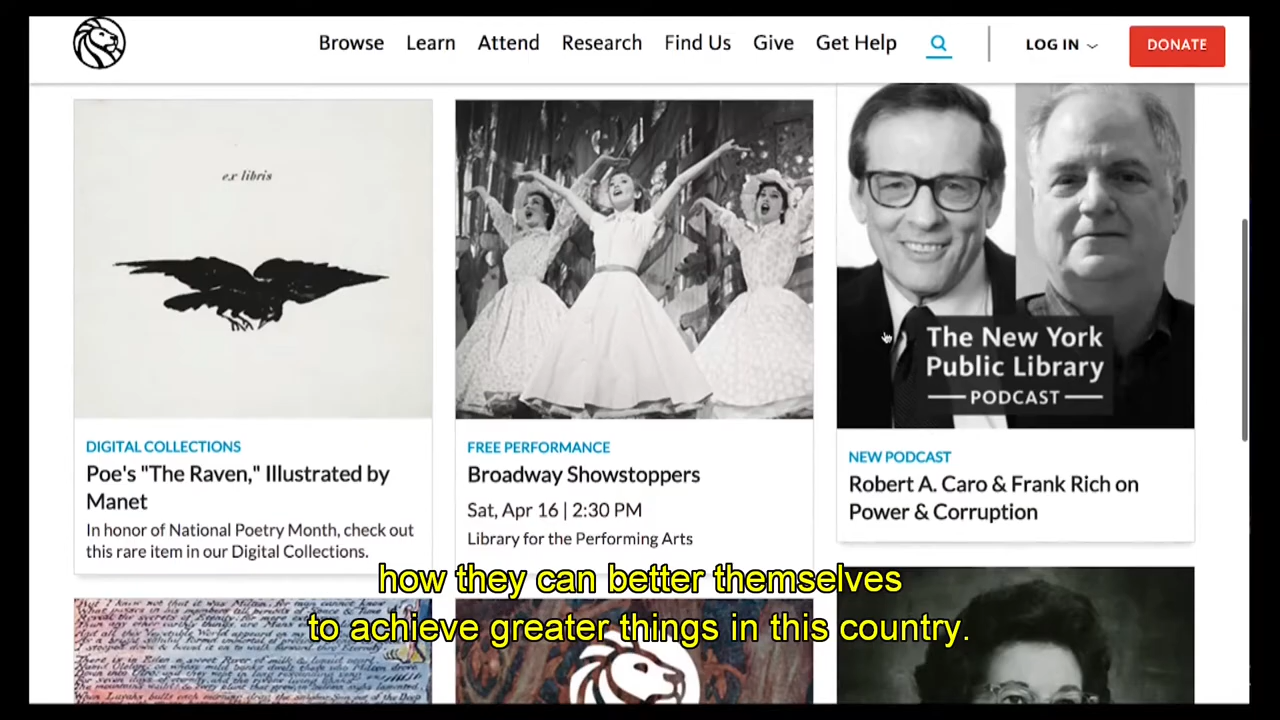 Browse Learn Attend Research Find Us Give Get Help LOG IN DONATE
ex libris
The New York
Public Library
PODCAST
DIGITAL COLLECTIONS
Poe's "The Raven," Illustrated by
Manet
In honor of National Poetry Month, check out
this rare item in our Digital Collections.
FREE PERFORMANCE
Broadway Showstoppers
Sat, Apr 16 | 2:30 PM
Library for the Performing Arts
NEW PODCAST
Robert A. Caro & Frank Rich on
Power & Corruption
how they can better themselves
to achieve greater things in this country.